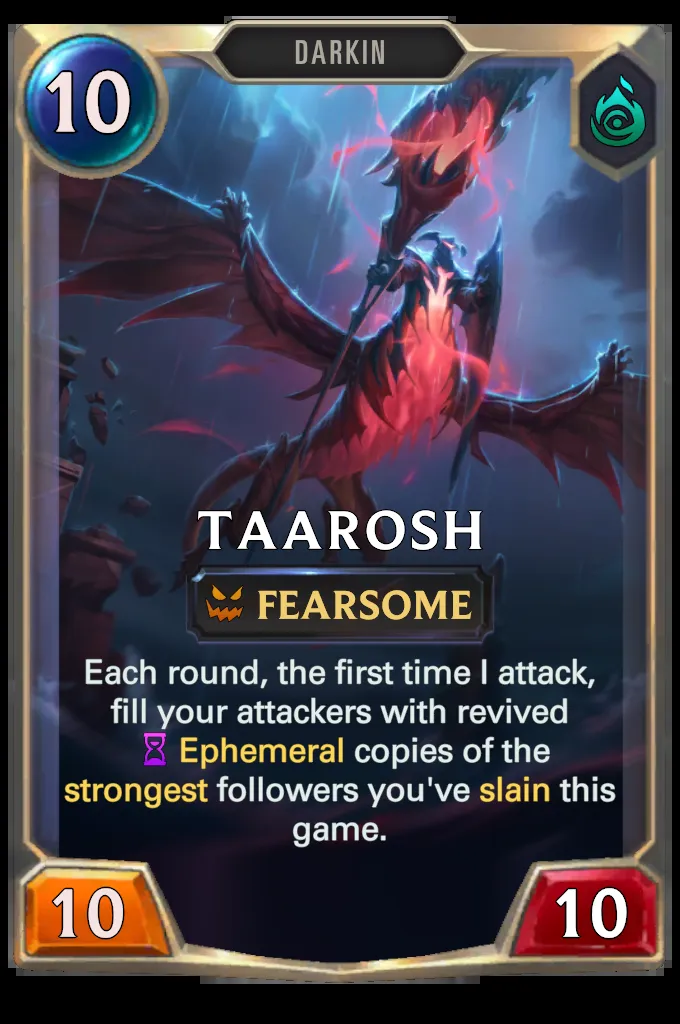 DARKIN
10
TAAROSH
FEARSOME
Each round, the first time I attack,
fill your attackers with revived
Ephemeral copies of the
strongest followers you've slain this
game.
10
10